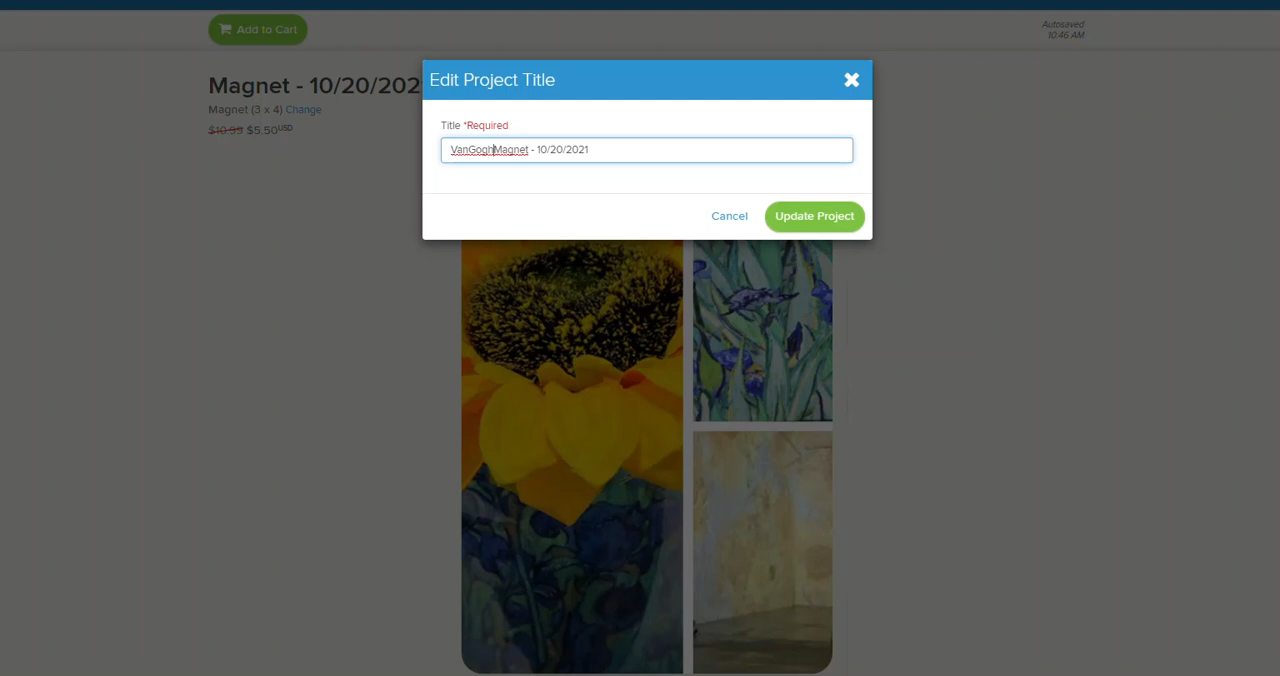 Add to Cart
Autosaved
10:46 AM
Edit Project Title
Magnet - 10/20/202
Magnet (3 x 4) Change
$10.99 $5.50USD
Title *Required
VanGoghMagnet - 10/20/2021
Cancel
Update Project